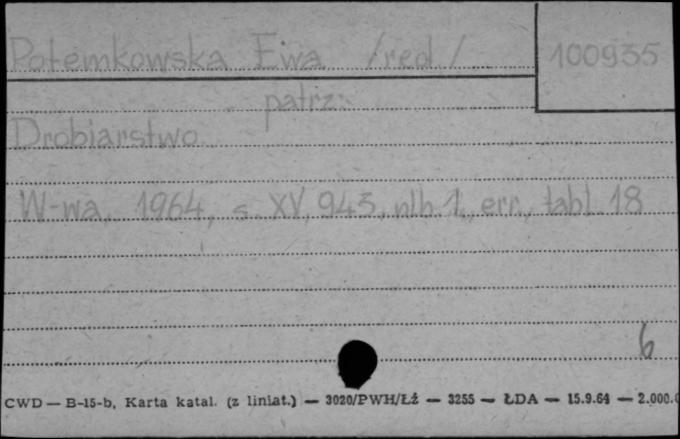 Potemkowska Ewa /red./
100935
patrz:
Drobiarstwo
W-wa, 1964, s. XV, 943, nlb. 1, err., tabl. 18
6
CWD — B-15-b, Karta katal. (z liniat.) — 3020/PWH/Łź — 3255 — ŁDA — 15.9.64 — 2.000.0